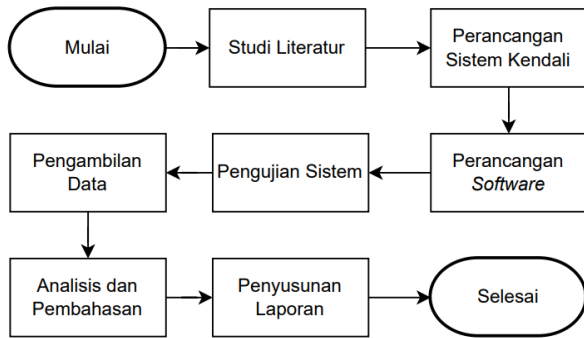 Mulai
Studi Literatur
Perancangan
Sistem Kendali
Perancangan
Software
Pengujian Sistem
Pengambilan
Data
Analisis dan
Pembahasan
Penyusunan
Laporan
Selesai